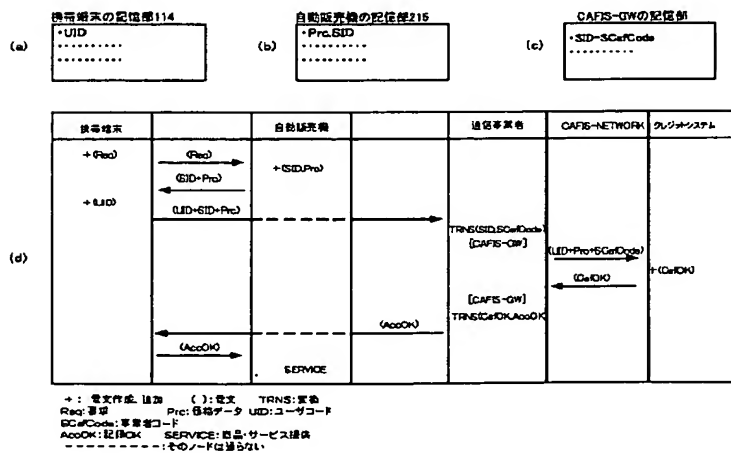 携帯端末の記憶部114
自動販売機の記憶部215
CAFIS-GWの記憶部
(a)
・UID
(b)
・Prc,SID
(c)
・SID-SCafCode
携帯端末
自動販売機
通信事業者
CAFIS-NETWORK
クレジットシステム
+(Req)
(Req)
+(SID,Prc)
(SID+Prc)
+(UID)
(UID+SID+Prc)
TRNS(SID,SCafCode)
[CAFIS-GW]
(d)
(UID+Prc+SCafCode)
(CafOK)
+(CafOK)
[CAFIS-GW]
TRNS(CafOK,AccOK)
(AccOK)
(AccOK)
SERVICE
+: 電文作成、追加 ( ):電文 TRNS:変換
Req:要求 Prc:価格データ UID:ユーザコード
SCafCode:事業者コード
AccOK:記憶OK SERVICE:商品・サービス提供
----------:そのノードは通らない